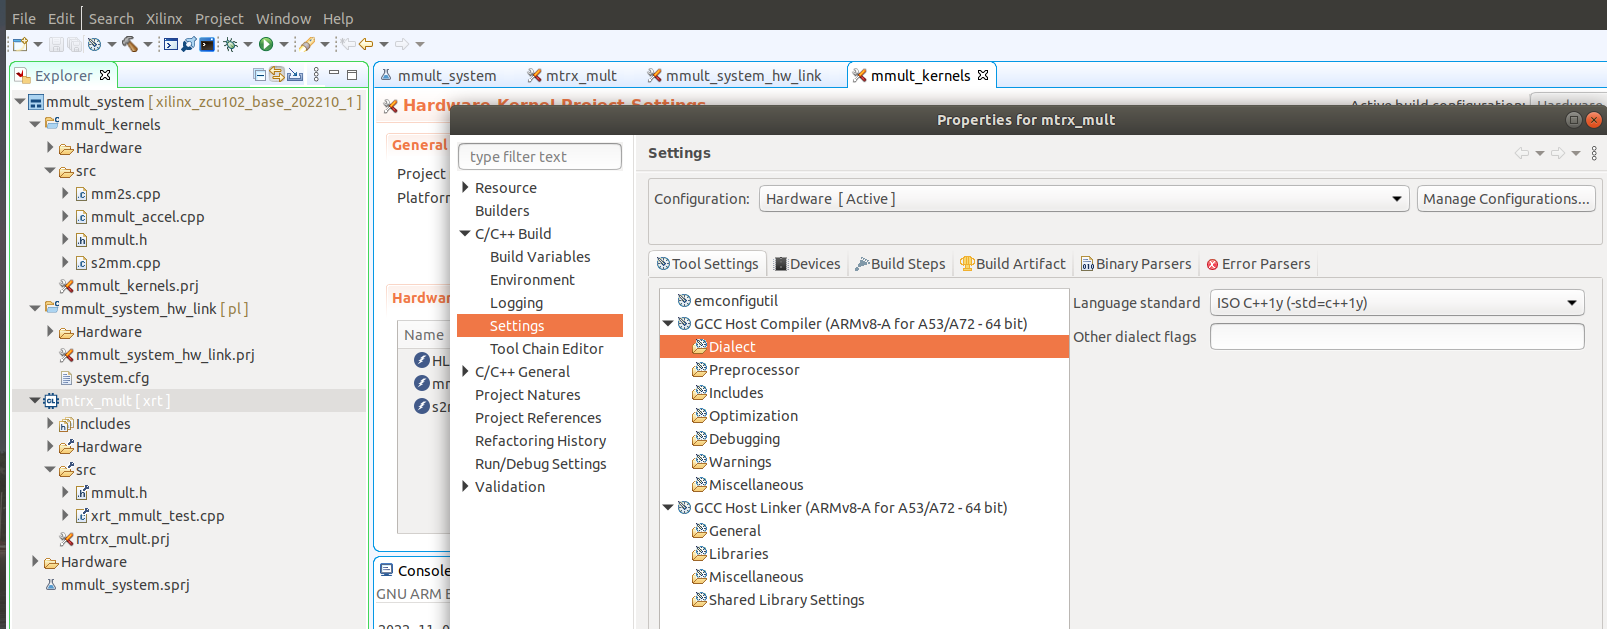 File Edit Search Xilinx Project Window Help
Explorer
mmult_system [ xilinx_zcu102_base_202210_1 ]
mmult_kernels
Hardware
src
mm2s.cpp
mmult_accel.cpp
mmult.h
s2mm.cpp
mmult_kernels.prj
mmult_system_hw_link [ pl ]
Hardware
mmult_system_hw_link.prj
system.cfg
mtrx_mult [ xrt ]
Includes
Hardware
src
mmult.h
xrt_mmult_test.cpp
mtrx_mult.prj
Hardware
mmult_system.sprj
mmult_system mtrx_mult mmult_system_hw_link mmult_kernels
Hardware Kernel Project Settings
Active build configuration: Hardware
General
Project
Platfor
Hardwar
Name
HL
mr
s2
Console
GNU ARM
Properties for mtrx_mult
type filter text
Resource
Builders
C/C++ Build
Build Variables
Environment
Logging
Settings
Tool Chain Editor
C/C++ General
Project Natures
Project References
Refactoring History
Run/Debug Settings
Validation
Settings
Configuration: Hardware [ Active ] Manage Configurations...
Tool Settings Devices Build Steps Build Artifact Binary Parsers Error Parsers
emconfigutil
GCC Host Compiler (ARMv8-A for A53/A72 - 64 bit)
Dialect
Preprocessor
Includes
Optimization
Debugging
Warnings
Miscellaneous
GCC Host Linker (ARMv8-A for A53/A72 - 64 bit)
General
Libraries
Miscellaneous
Shared Library Settings
Language standard ISO C++1y (-std=c++1y)
Other dialect flags